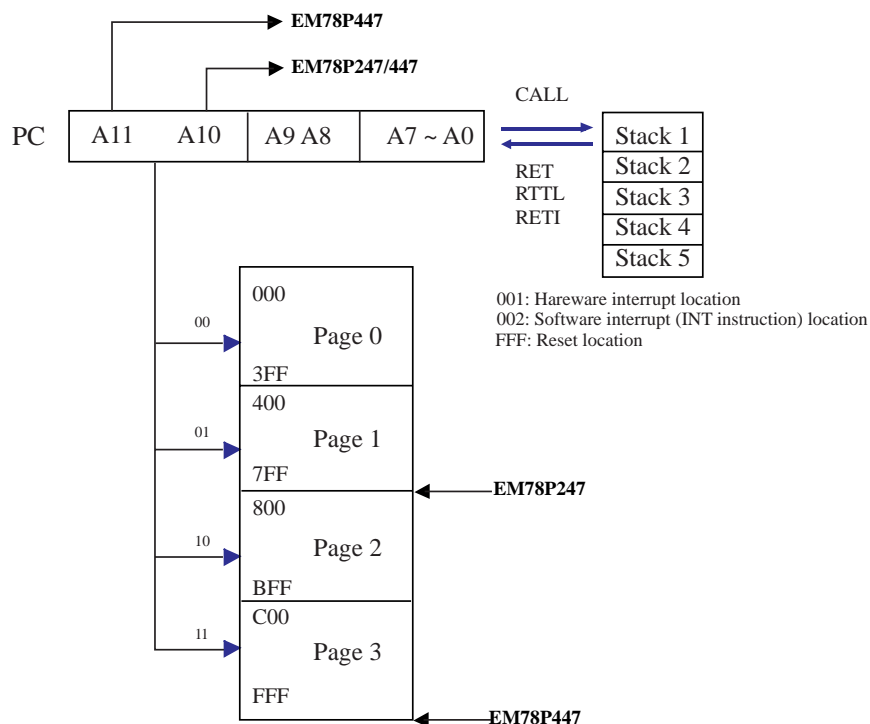 EM78P447
EM78P247/447
PC
A11 A10 A9 A8 A7 ~ A0
CALL
RET
RTTL
RETI
Stack 1
Stack 2
Stack 3
Stack 4
Stack 5
001: Hareware interrupt location
002: Software interrupt (INT instruction) location
FFF: Reset location
00
000
Page 0
3FF
01
400
Page 1
7FF
EM78P247
10
800
Page 2
BFF
11
C00
Page 3
FFF
EM78P447